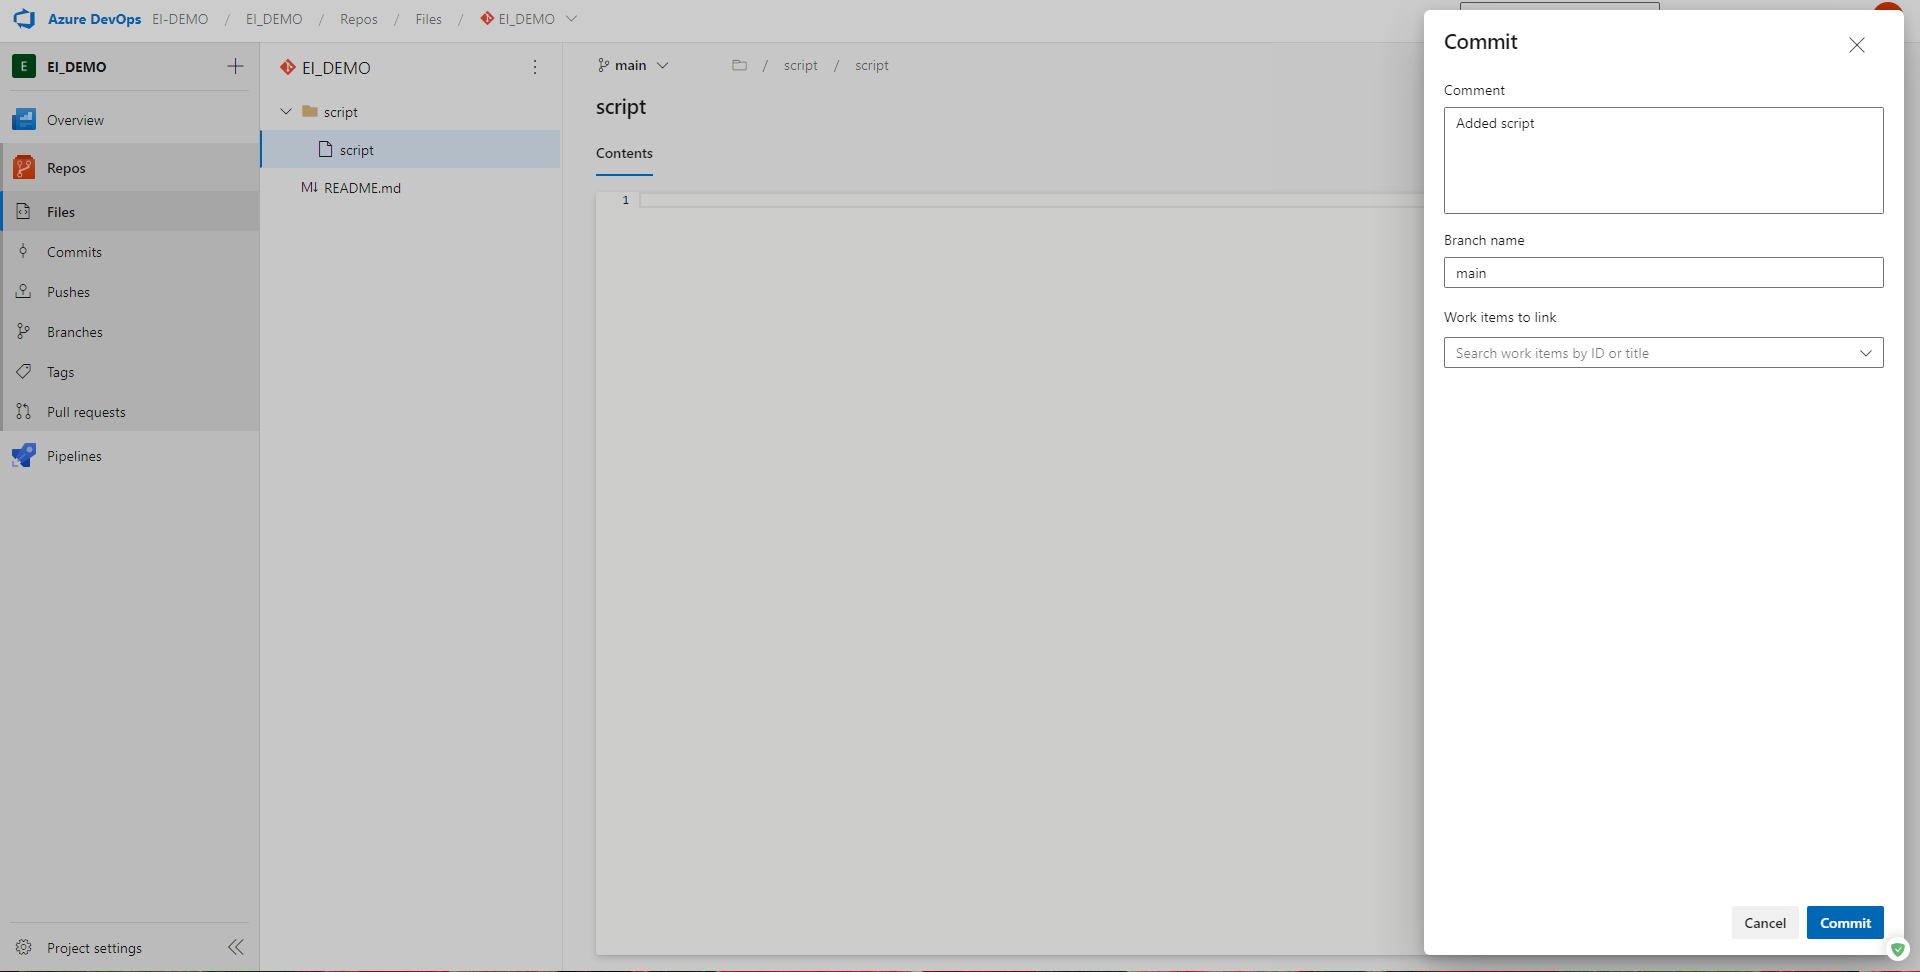 Azure DevOps EI-DEMO / EI_DEMO / Repos / Files / EI_DEMO
E EI_DEMO
Overview
Repos
Files
Commits
Pushes
Branches
Tags
Pull requests
Pipelines
Project settings
EI_DEMO
script
script
README.md
main / script / script
script
Contents
1
Commit
Comment
Added script
Branch name
main
Work items to link
Search work items by ID or title
Cancel Commit